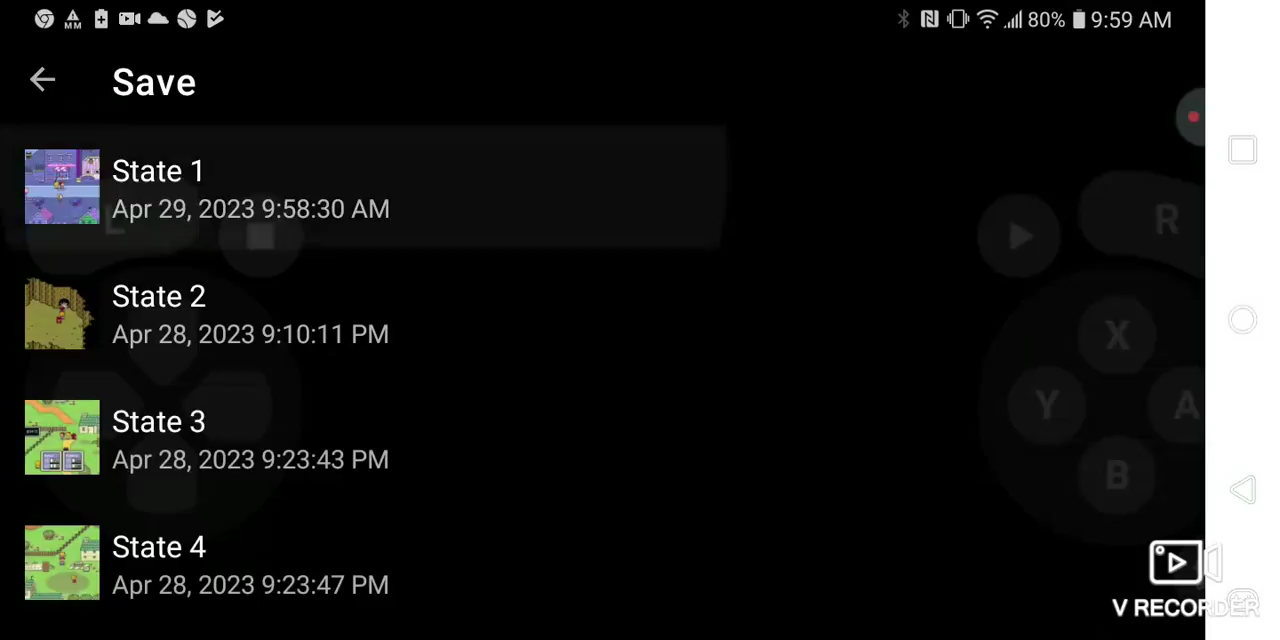 MM
80%
9:59 AM
Save
State 1
Apr 29, 2023 9:58:30 AM
L
R
State 2
Apr 28, 2023 9:10:11 PM
X
State 3
Apr 28, 2023 9:23:43 PM
Y
A
B
State 4
Apr 28, 2023 9:23:47 PM
V RECORDER